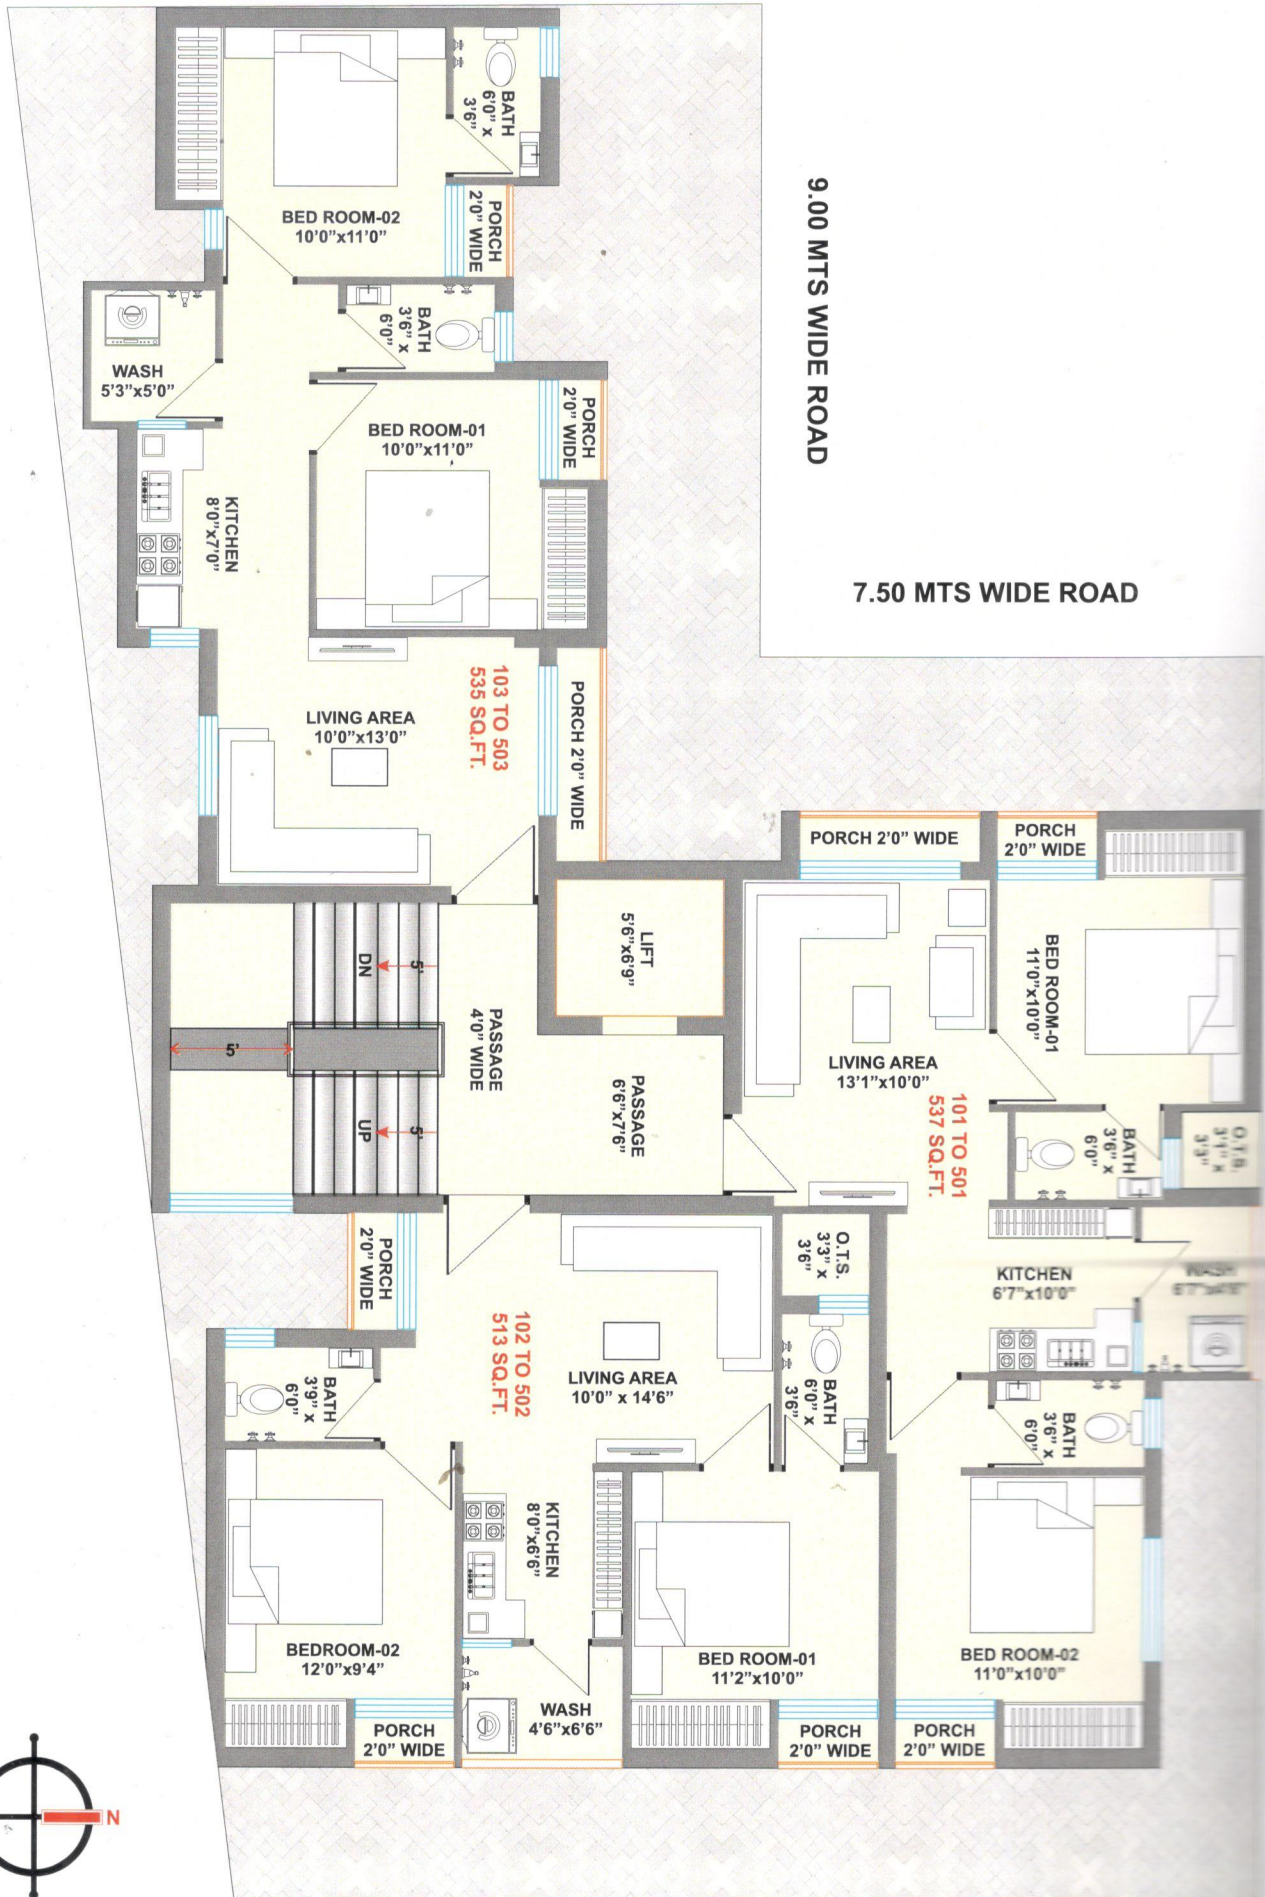 BATH
6'0" x
3'6"
BED ROOM-02
10'0"x11'0"
PORCH
2'0" WIDE
9.00 MTS WIDE ROAD
BATH
3'6" x
6'0"
WASH
5'3"x5'0"
BED ROOM-01
10'0"x11'0"
PORCH
2'0" WIDE
KITCHEN
8'0"x7'0"
7.50 MTS WIDE ROAD
LIVING AREA
10'0"x13'0"
103 TO 503
535 SQ.FT.
PORCH 2'0" WIDE
PORCH 2'0" WIDE
PORCH
2'0" WIDE
LIFT
5'6"x6'9"
DN
5'
5'
UP
5'
PASSAGE
4'0" WIDE
PASSAGE
6'6"x7'6"
LIVING AREA
13'1"x10'0"
BED ROOM-01
11'0"x10'0"
101 TO 501
537 SQ.FT.
BATH
3'6" x
6'0"
O.T.S.
3'1" x
3'3"
PORCH
2'0" WIDE
O.T.S.
3'3" x
3'6"
KITCHEN
6'7"x10'0"
WASH
102 TO 502
513 SQ.FT.
LIVING AREA
10'0" x 14'6"
BATH
3'9" x
6'0"
BATH
6'0" x
3'6"
BATH
3'6" x
6'0"
KITCHEN
8'0"x6'6"
BEDROOM-02
12'0"x9'4"
BED ROOM-01
11'2"x10'0"
BED ROOM-02
11'0"x10'0"
WASH
4'6"x6'6"
PORCH
2'0" WIDE
PORCH
2'0" WIDE
PORCH
2'0" WIDE
N